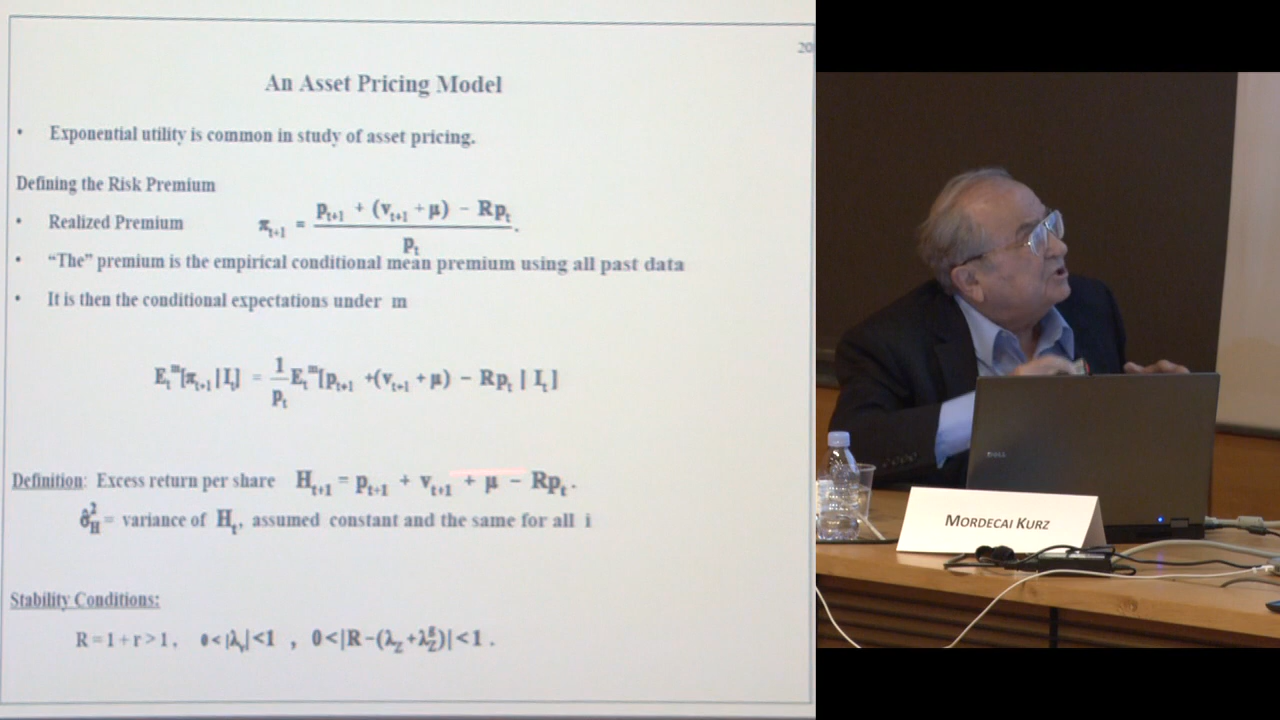 20
An Asset Pricing Model
• Exponential utility is common in study of asset pricing.
Defining the Risk Premium
• Realized Premium π_{t+1} = \frac{p_{t+1} + (v_{t+1} + μ) − Rp_t}{p_t}.
• “The” premium is the empirical conditional mean premium using all past data
• It is then the conditional expectations under m
E_t^m[π_{t+1}|I_t] = \frac{1}{p_t}E_t^m[p_{t+1} +(v_{t+1} + μ) − Rp_t | I_t]
Definition: Excess return per share H_{t+1} = p_{t+1} + v_{t+1} + μ − Rp_t.
σ̂_H^2 = variance of H_t, assumed constant and the same for all i
Stability Conditions:
R = 1 + r > 1, 0 < |λ_v| < 1 , 0 < |R − (λ_Z + λ_Z^g)| < 1 .
DELL
MORDECAI KURZ